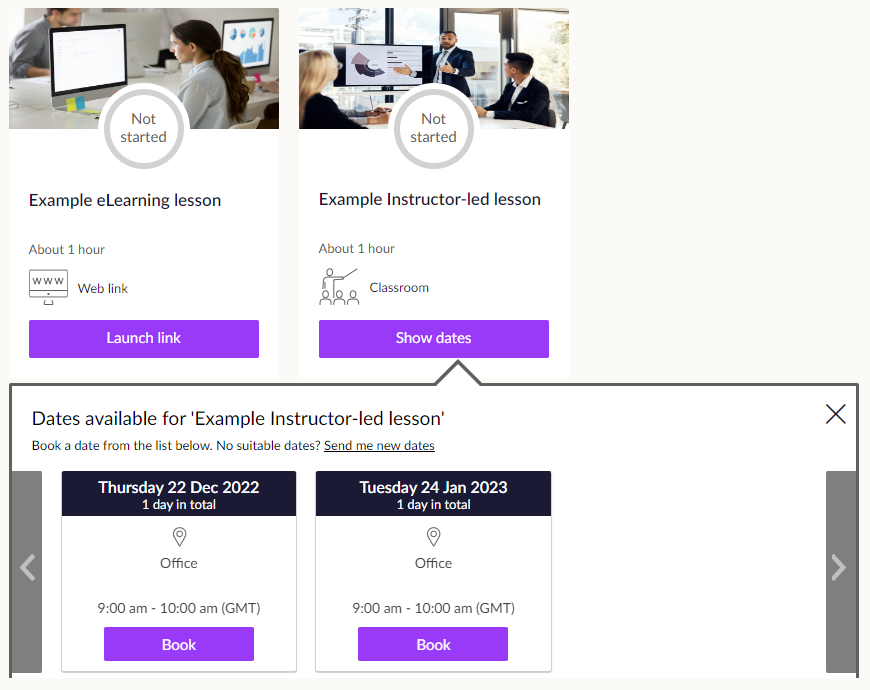 Not
started
Example eLearning lesson
About 1 hour
www
Web link
Launch link
Not
started
Example Instructor-led lesson
About 1 hour
Classroom
Show dates
Dates available for 'Example Instructor-led lesson'
Book a date from the list below. No suitable dates? Send me new dates
Thursday 22 Dec 2022
1 day in total
Office
9:00 am - 10:00 am (GMT)
Book
Tuesday 24 Jan 2023
1 day in total
Office
9:00 am - 10:00 am (GMT)
Book